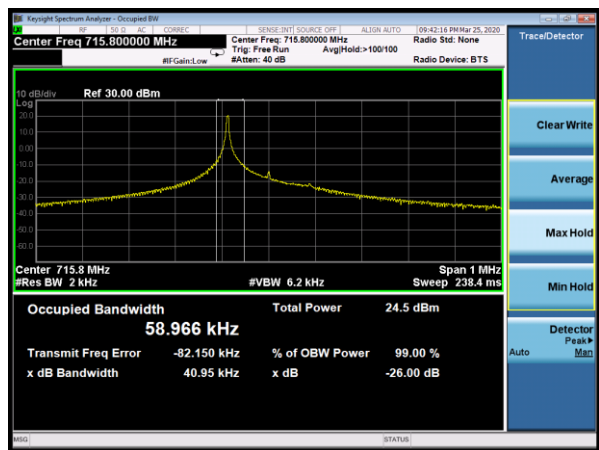 Keysight Spectrum Analyzer - Occupied BW
RF 50 Ω AC CORREC SENSE:INT SOURCE OFF ALIGN AUTO 09:42:16 PM Mar 25, 2020
Center Freq 715.800000 MHz Center Freq: 715.800000 MHz Radio Std: None Trace/Detector
Trig: Free Run Avg|Hold:>100/100
#IFGain:Low #Atten: 40 dB Radio Device: BTS
10 dB/div Ref 30.00 dBm
Log
20.0
10.0
0.00
-10.0
-20.0
-30.0
-40.0
-50.0
-60.0
Clear Write
Average
Max Hold
Min Hold
Center 715.8 MHz Span 1 MHz
#Res BW 2 kHz #VBW 6.2 kHz Sweep 238.4 ms
Occupied Bandwidth Total Power 24.5 dBm
58.966 kHz
Transmit Freq Error -82.150 kHz % of OBW Power 99.00 %
x dB Bandwidth 40.95 kHz x dB -26.00 dB
Detector
Peak▶
Auto Man
MSG STATUS